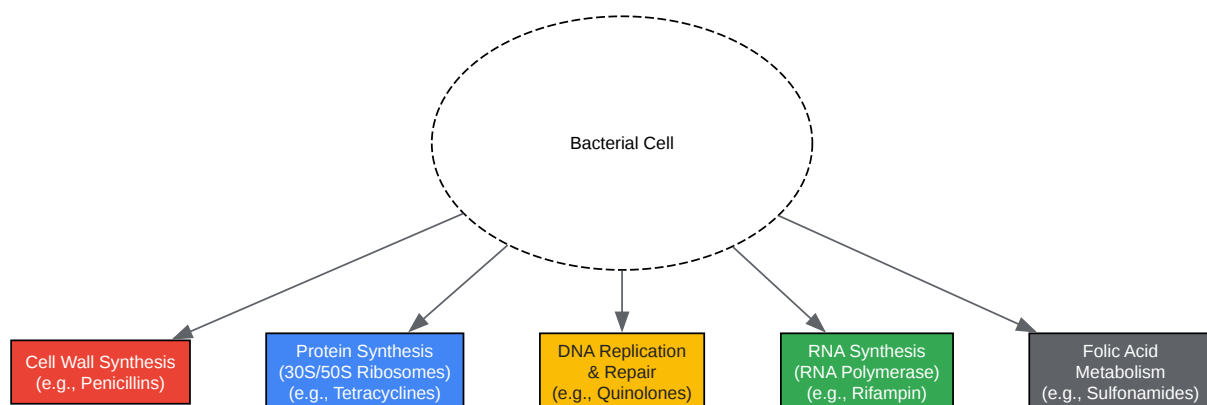 Bacterial Cell
Cell Wall Synthesis
(e.g., Penicillins)
Protein Synthesis
(30S/50S Ribosomes)
(e.g., Tetracyclines)
DNA Replication
& Repair
(e.g., Quinolones)
RNA Synthesis
(RNA Polymerase)
(e.g., Rifampin)
Folic Acid
Metabolism
(e.g., Sulfonamides)